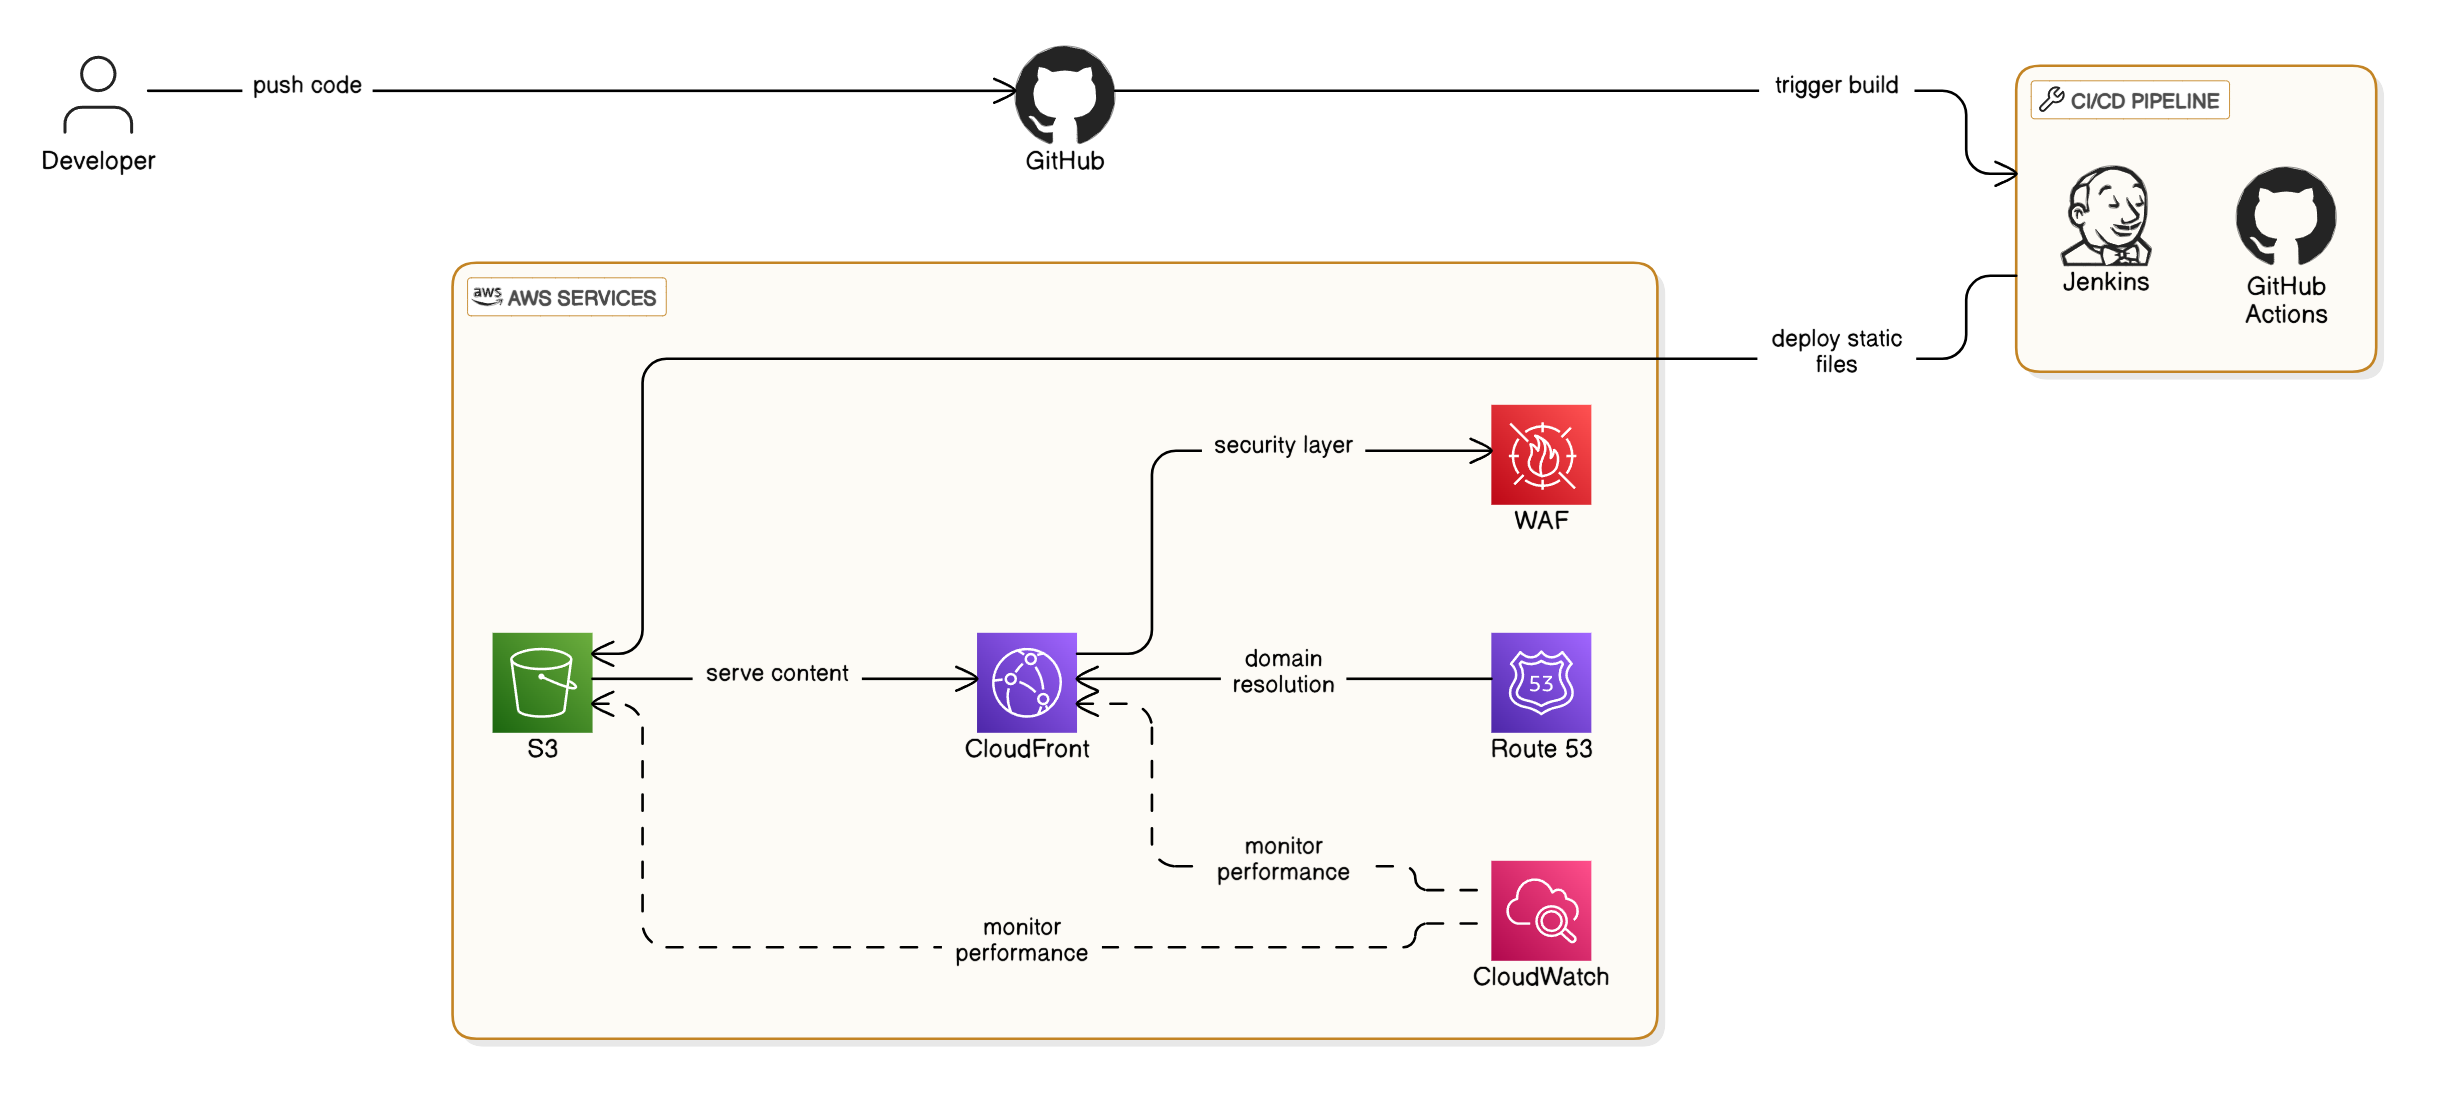 push code
trigger build
CI/CD PIPELINE
Developer
GitHub
Jenkins
GitHub
Actions
aws
AWS SERVICES
deploy static
files
security layer
WAF
serve content
domain
resolution
53
S3
CloudFront
Route 53
monitor
performance
monitor
performance
CloudWatch